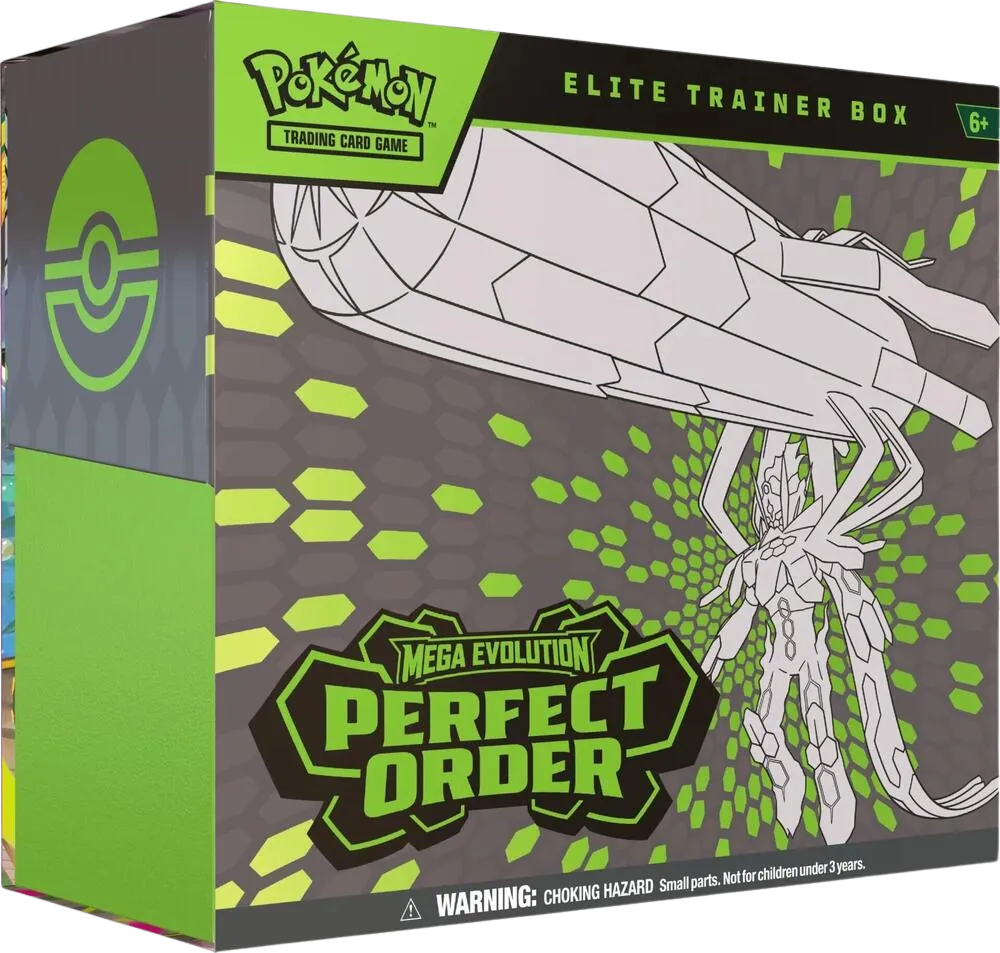 POKÉMON™
TRADING CARD GAME
ELITE TRAINER BOX
6+
MEGA EVOLUTION
PERFECT
ORDER
WARNING: CHOKING HAZARD Small parts. Not for children under 3 years.